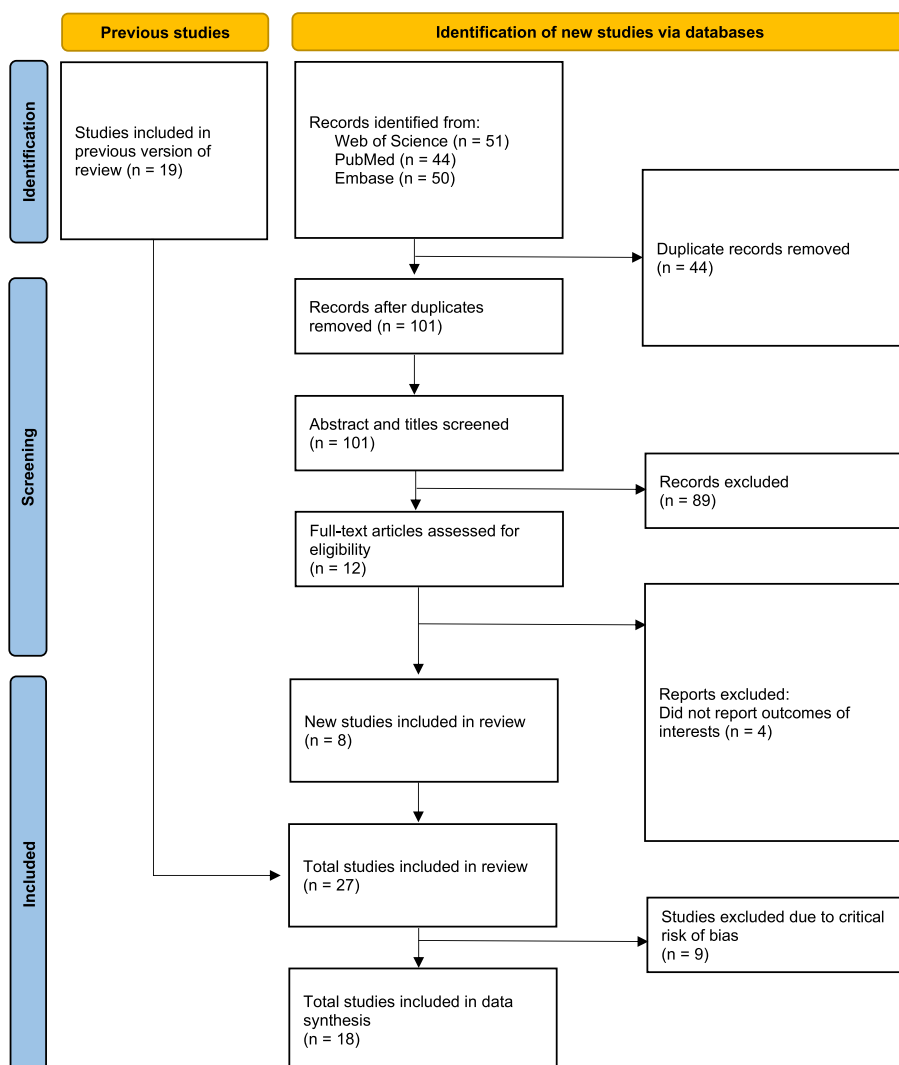 Previous studies
Identification of new studies via databases
Identification
Studies included in
previous version of
review (n = 19)
Records identified from:
Web of Science (n = 51)
PubMed (n = 44)
Embase (n = 50)
Duplicate records removed
(n = 44)
Screening
Records after duplicates
removed (n = 101)
Abstract and titles screened
(n = 101)
Records excluded
(n = 89)
Full-text articles assessed for
eligibility
(n = 12)
Reports excluded:
Did not report outcomes of
interests (n = 4)
Included
New studies included in review
(n = 8)
Total studies included in review
(n = 27)
Studies excluded due to critical
risk of bias
(n = 9)
Total studies included in data
synthesis
(n = 18)